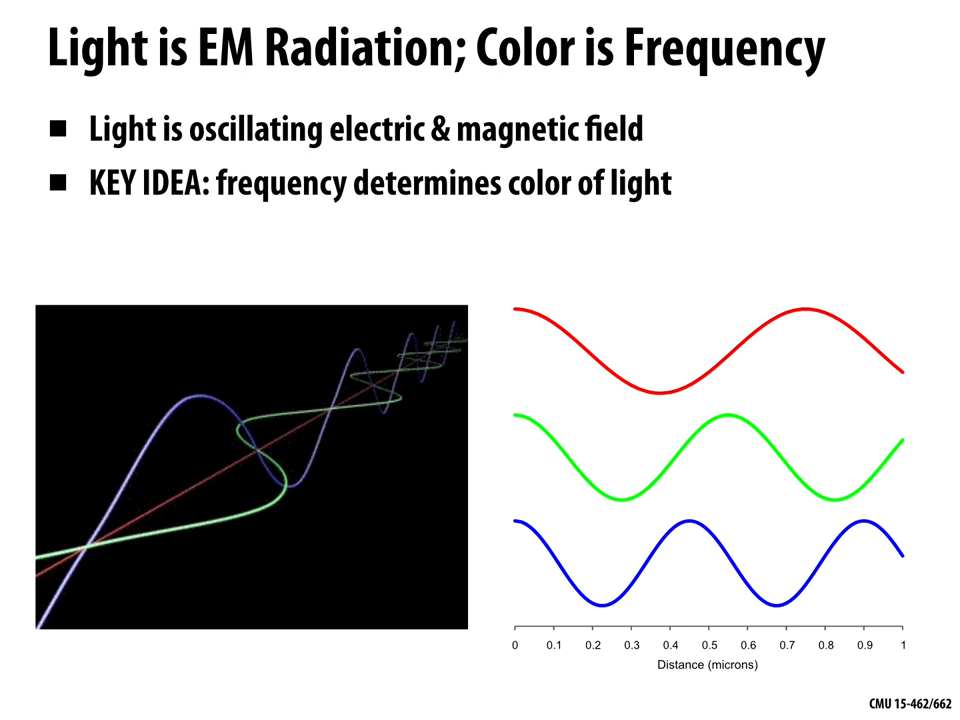 Light is EM Radiation; Color is Frequency
■ Light is oscillating electric & magnetic field
■ KEY IDEA: frequency determines color of light
0 0.1 0.2 0.3 0.4 0.5 0.6 0.7 0.8 0.9 1
Distance (microns)
CMU 15-462/662